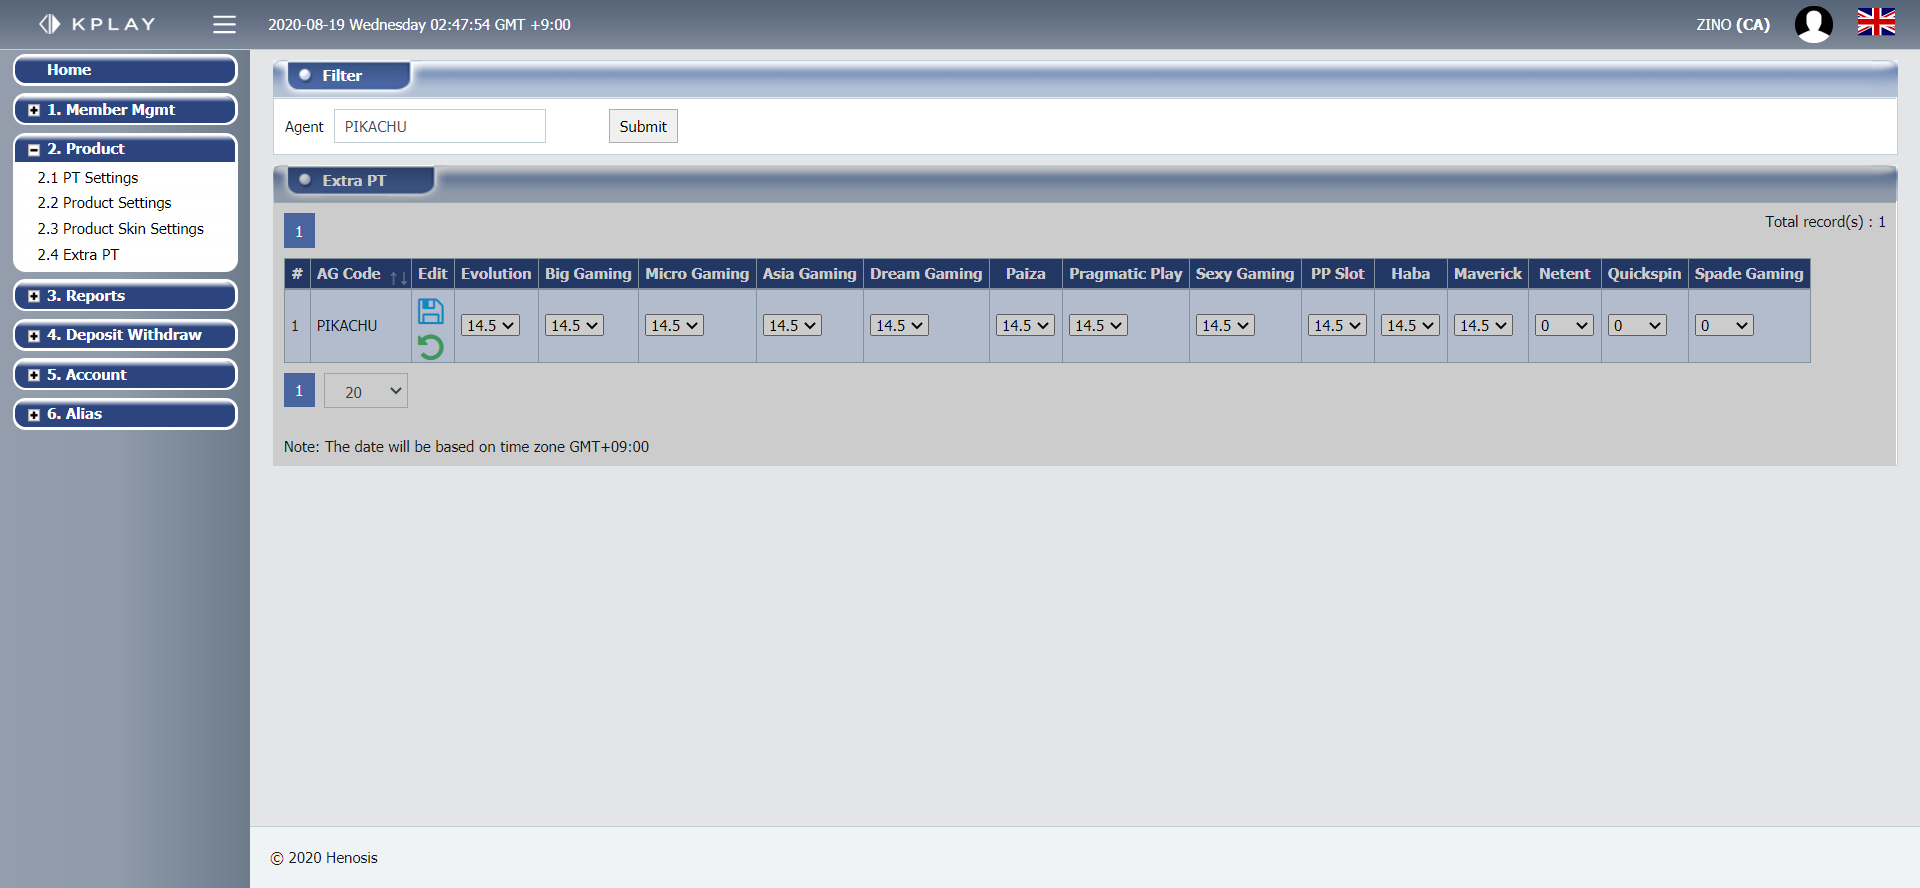 KPLAY
2020-08-19 Wednesday 02:47:54 GMT +9:00
ZINO (CA)
Home
1. Member Mgmt
2. Product
2.1 PT Settings
2.2 Product Settings
2.3 Product Skin Settings
2.4 Extra PT
3. Reports
4. Deposit Withdraw
5. Account
6. Alias
Filter
Agent PIKACHU Submit
Extra PT
1
Total record(s) : 1
# AG Code Edit Evolution Big Gaming Micro Gaming Asia Gaming Dream Gaming Paiza Pragmatic Play Sexy Gaming PP Slot Haba Maverick Netent Quickspin Spade Gaming
1 PIKACHU 14.5 14.5 14.5 14.5 14.5 14.5 14.5 14.5 14.5 14.5 14.5 0 0 0
1 20
Note: The date will be based on time zone GMT+09:00
© 2020 Henosis